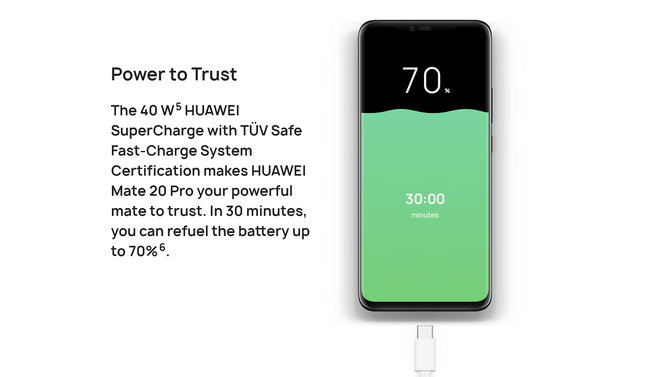 Power to Trust
The 40 W⁵ HUAWEI
SuperCharge with TÜV Safe
Fast-Charge System
Certification makes HUAWEI
Mate 20 Pro your powerful
mate to trust. In 30 minutes,
you can refuel the battery up
to 70%⁶.
70%
30:00
minutes